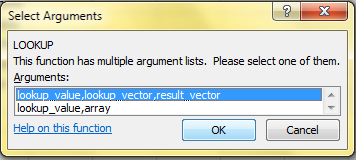 Select Arguments
LOOKUP
This function has multiple argument lists. Please select one of them.
Arguments:
lookup_value,lookup_vector,result_vector
lookup_value,array
Help on this function
OK
Cancel